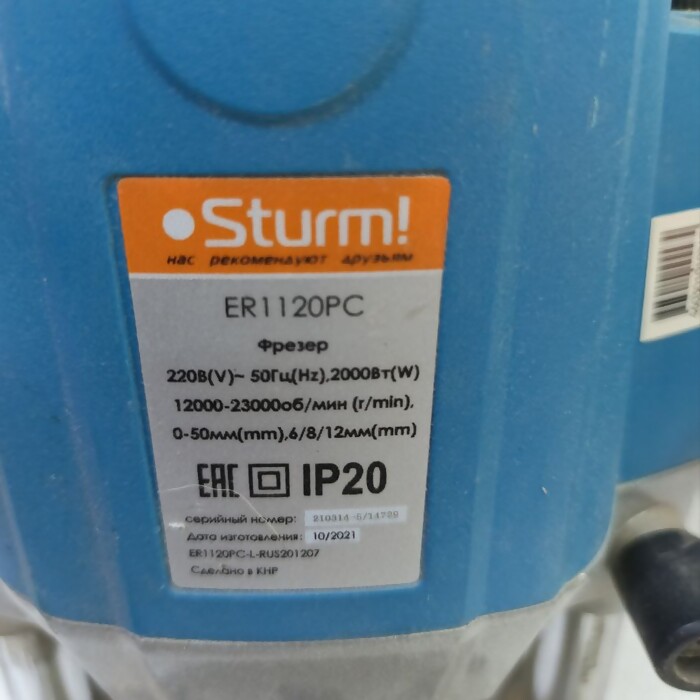 Sturm!
нас рекомендуют друзьям
ER1120PC
Фрезер
220В(V)~ 50Гц(Hz),2000Вт(W)
12000-23000об/мин (r/min),
0-50мм(mm),6/8/12мм(mm)
EAC IP20
серийный номер:
Дата изготовления: 10/2021
ER1120PC-L-RUS201207
Сделано в КНР